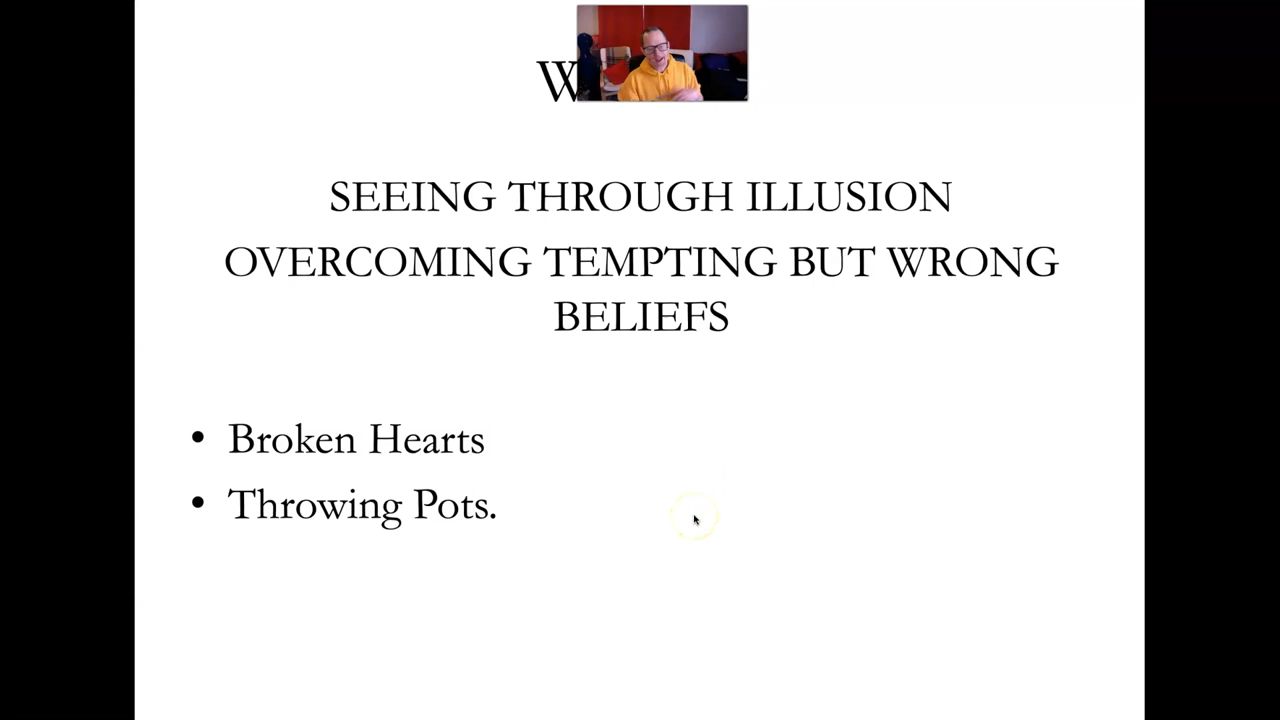 SEEING THROUGH ILLUSION
OVERCOMING TEMPTING BUT WRONG
BELIEFS
• Broken Hearts
• Throwing Pots.